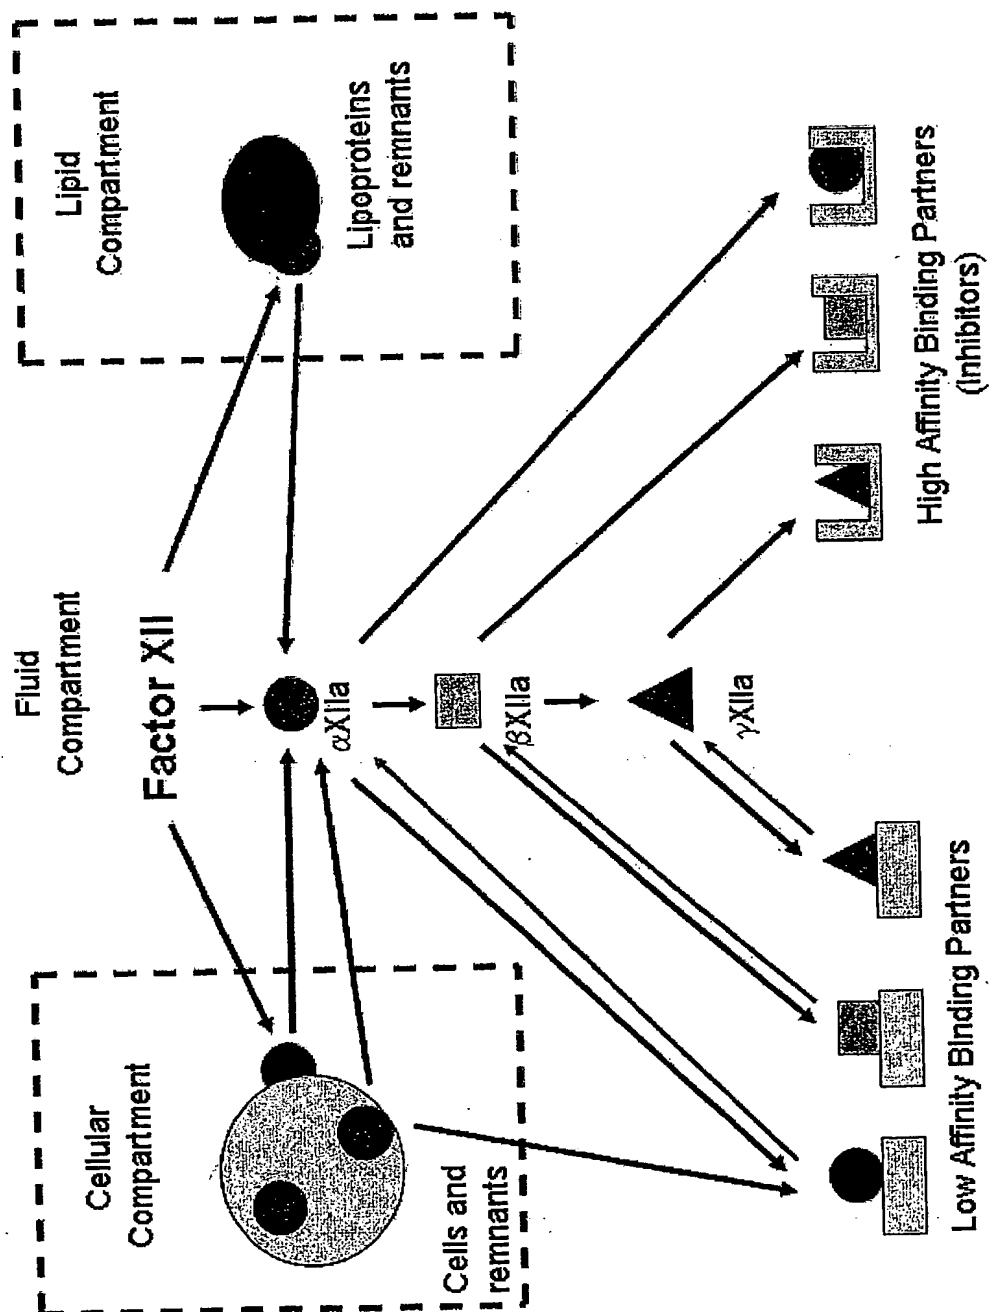 Cellular
Compartment
Fluid
Compartment
Lipid
Compartment
Factor XII
Lipoproteins
and remnants
αXIIa
Cells and
remnants
βXIIa
γXIIa
Low Affinity Binding Partners
High Affinity Binding Partners
(Inhibitors)